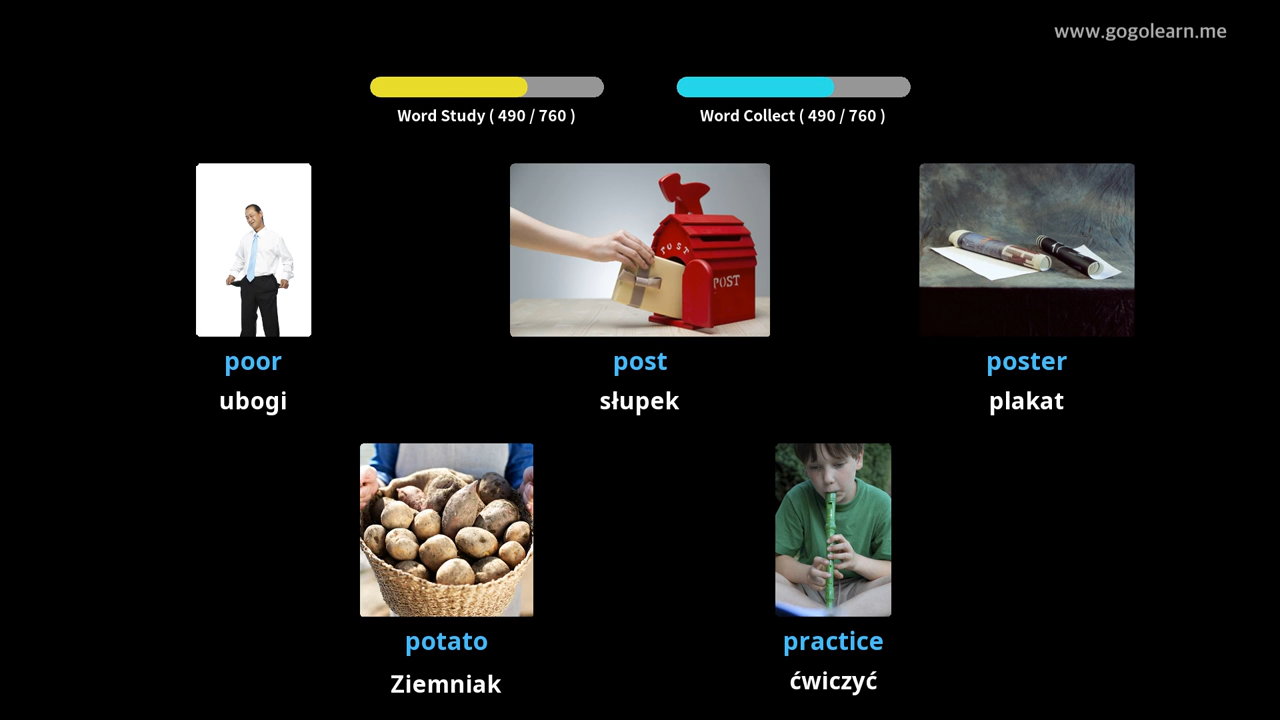 www.gogolearn.me
Word Study ( 490 / 760 )
Word Collect ( 490 / 760 )
POST
POST
poor
post
poster
ubogi
słupek
plakat
potato
practice
Ziemniak
ćwiczyć